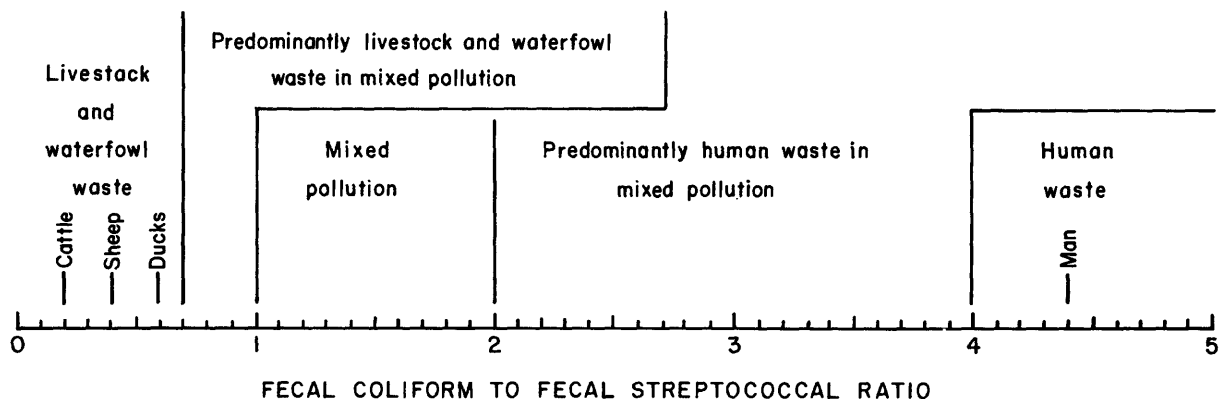 Livestack
and
waterfowl
waste
Predominantly livestock and waterfowl
waste in mixed pollution
Mixed
pollution
Predominantly human waste in
mixed pollution
Human
waste
Cattle
Sheep
Ducks
Man
0 1 2 3 4 5
FECAL COLIFORM TO FECAL STREPTOCOCCAL RATIO